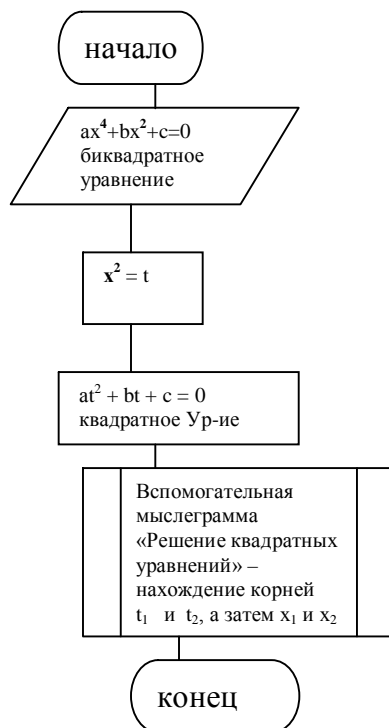 начало
ax⁴+bx²+c=0
биквадратное
уравнение
x² = t
at² + bt + c = 0
квадратное Ур-ие
Вспомогательная
мыслеграмма
«Решение квадратных
уравнений» –
нахождение корней
t₁ и t₂, а затем x₁ и x₂
конец